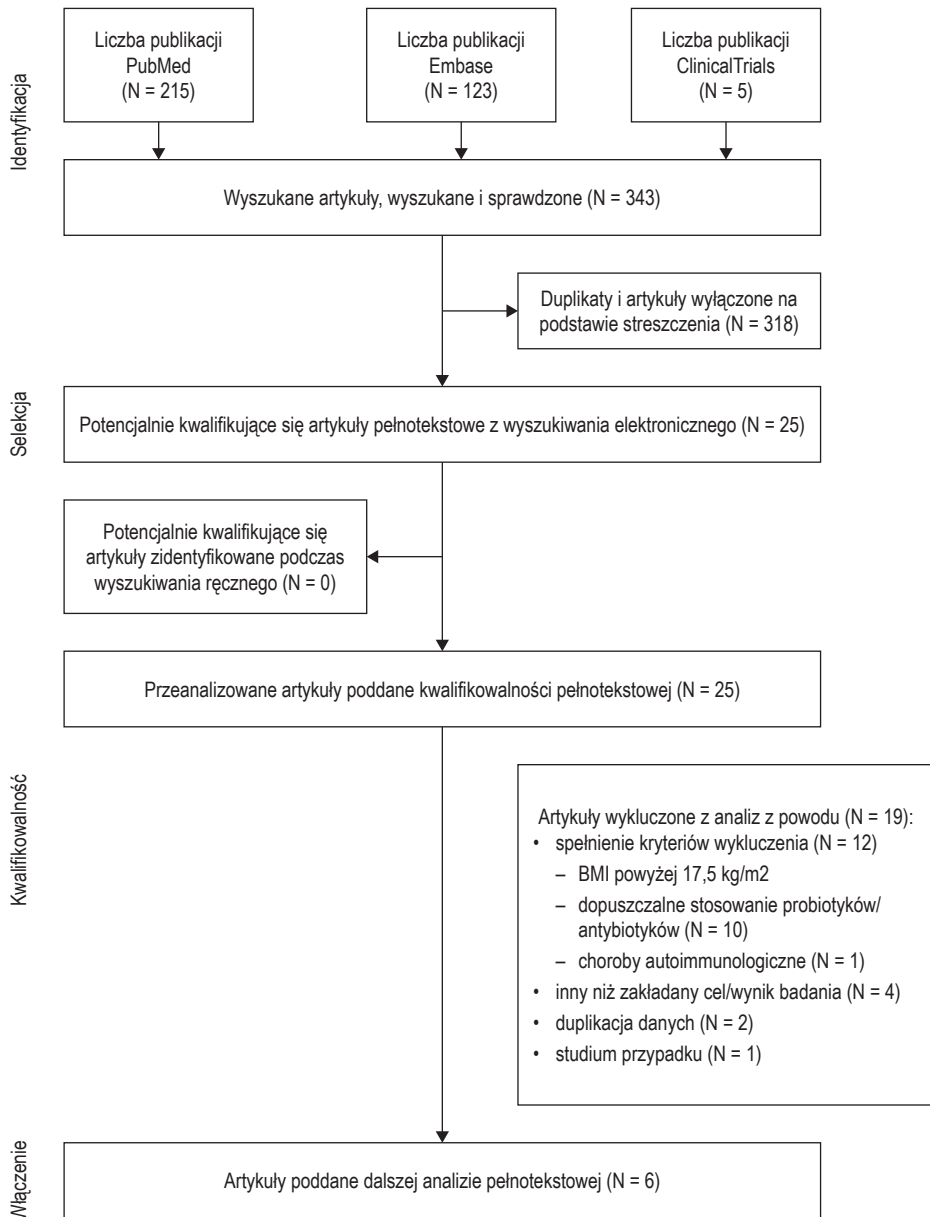 Identyfikacja
Liczba publikacji
PubMed
(N = 215)
Liczba publikacji
Embase
(N = 123)
Liczba publikacji
ClinicalTrials
(N = 5)
Wyszukane artykuły, wyszukane i sprawdzone (N = 343)
Duplikaty i artykuły wyłączone na
podstawie streszczenia (N = 318)
Selekcja
Potencjalnie kwalifikujące się artykuły pełnotekstowe z wyszukiwania elektronicznego (N = 25)
Potencjalnie kwalifikujące się
artykuły zidentyfikowane podczas
wyszukiwania ręcznego (N = 0)
Przeanalizowane artykuły poddane kwalifikowalności pełnotekstowej (N = 25)
Kwalifikowalność
Artykuły wykluczone z analiz z powodu (N = 19):
• spełnienie kryteriów wykluczenia (N = 12)
– BMI powyżej 17,5 kg/m2
– dopuszczalne stosowanie probiotyków/
antybiotyków (N = 10)
– choroby autoimmunologiczne (N = 1)
• inny niż zakładany cel/wynik badania (N = 4)
• duplikacja danych (N = 2)
• studium przypadku (N = 1)
Włączenie
Artykuły poddane dalszej analizie pełnotekstowej (N = 6)